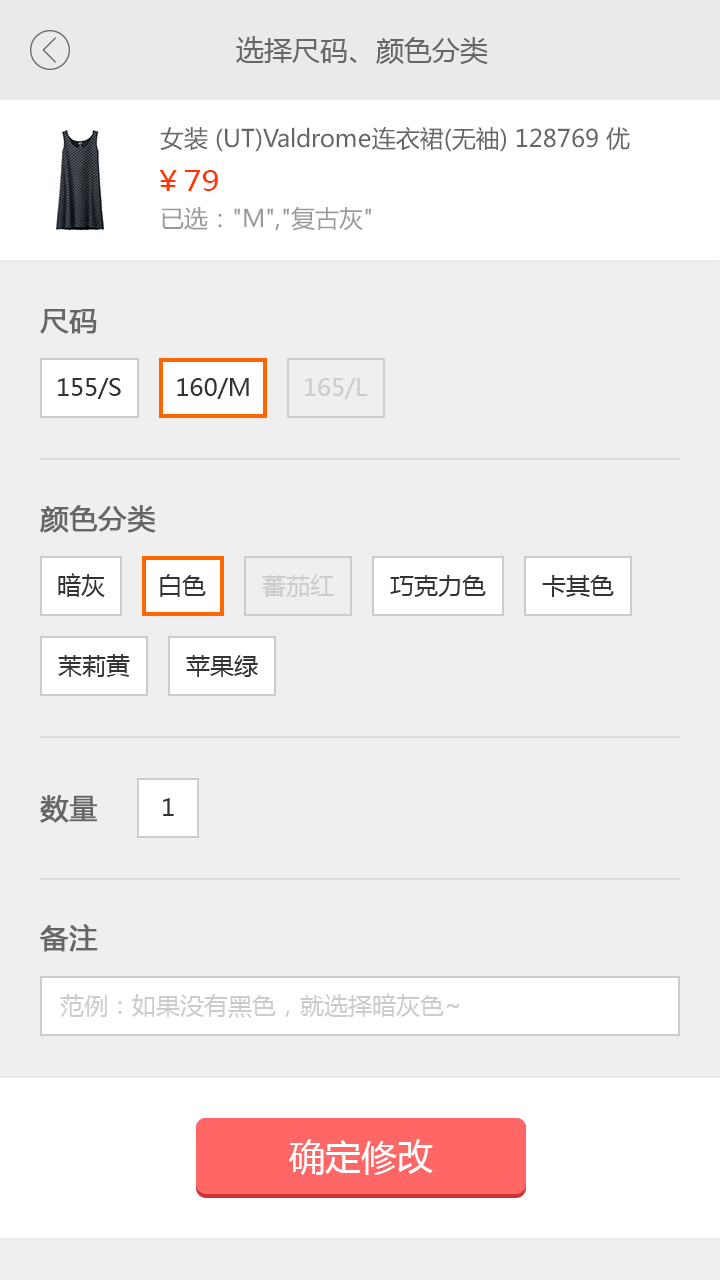 选择尺码、颜色分类
女装 (UT)Valdrome连衣裙(无袖) 128769 优
¥ 79
已选："M","复古灰"
尺码
155/S 160/M 165/L
颜色分类
暗灰 白色 蕃茄红 巧克力色 卡其色
茉莉黄 苹果绿
数量 1
备注
范例：如果没有黑色，就选择暗灰色~
确定修改